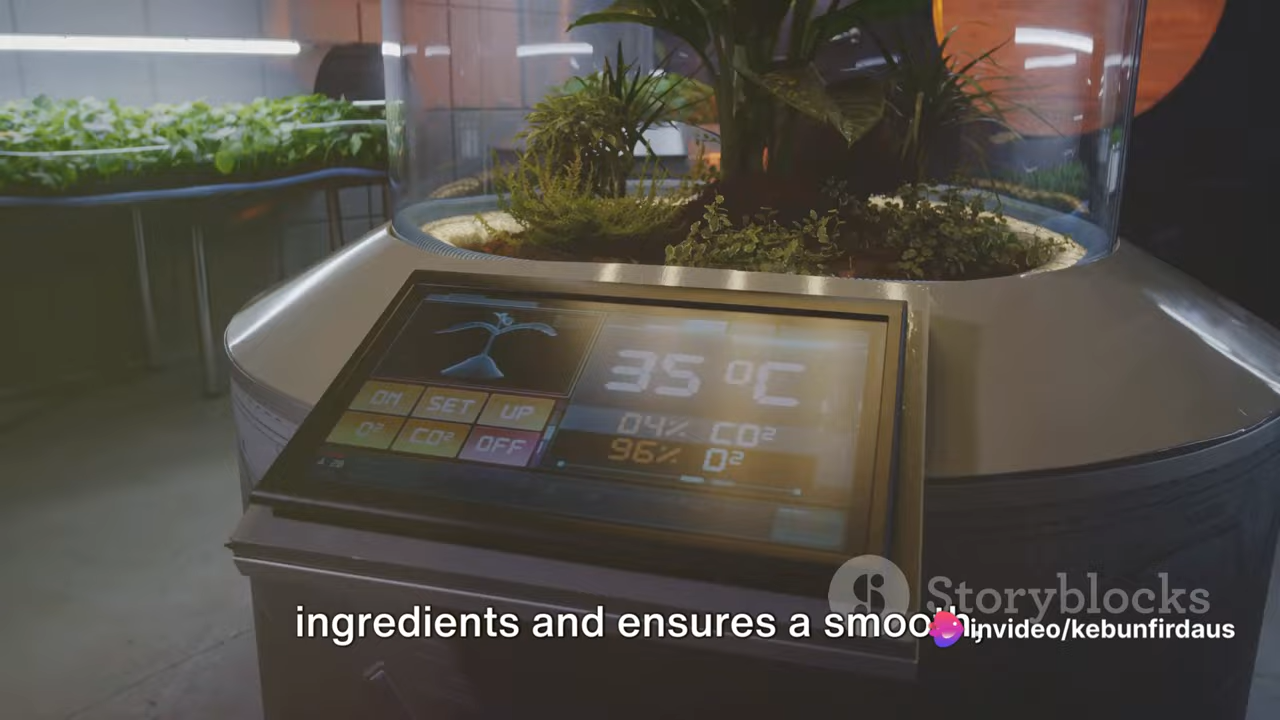 35 °C
04% CO²
96% O²
ON SET UP
O² CO² OFF
Storyblocks
ingredients and ensures a smooth,
invideo/kebunfirdaus